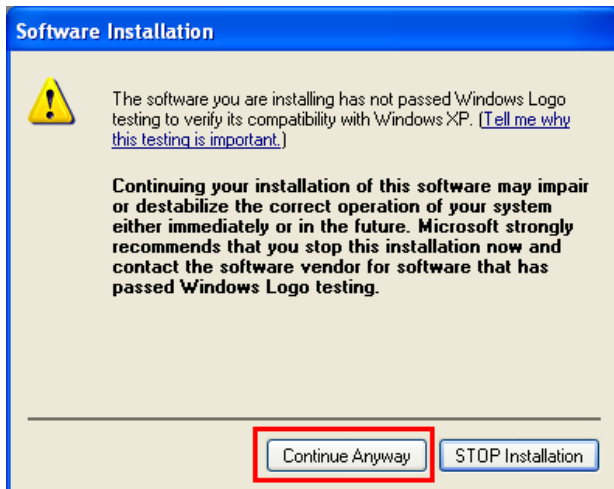 Software Installation
The software you are installing has not passed Windows Logo
testing to verify its compatibility with Windows XP. (Tell me why
this testing is important.)
Continuing your installation of this software may impair
or destabilize the correct operation of your system
either immediately or in the future. Microsoft strongly
recommends that you stop this installation now and
contact the software vendor for software that has
passed Windows Logo testing.
Continue Anyway STOP Installation